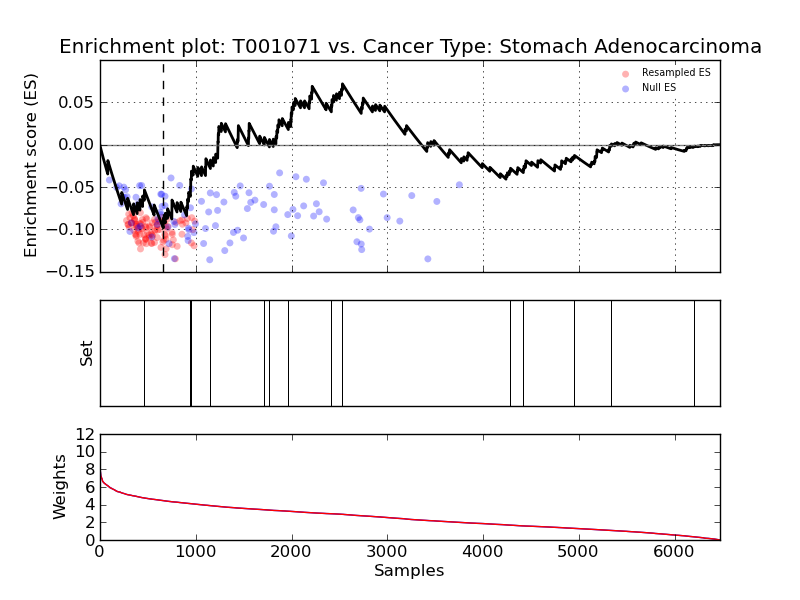 Enrichment plot: T001071 vs. Cancer Type: Stomach Adenocarcinoma
Enrichment score (ES)
0.05
0.00
−0.05
−0.10
−0.15
Resampled ES
Null ES
Set
Weights
12
10
8
6
4
2
0
0 1000 2000 3000 4000 5000 6000
Samples